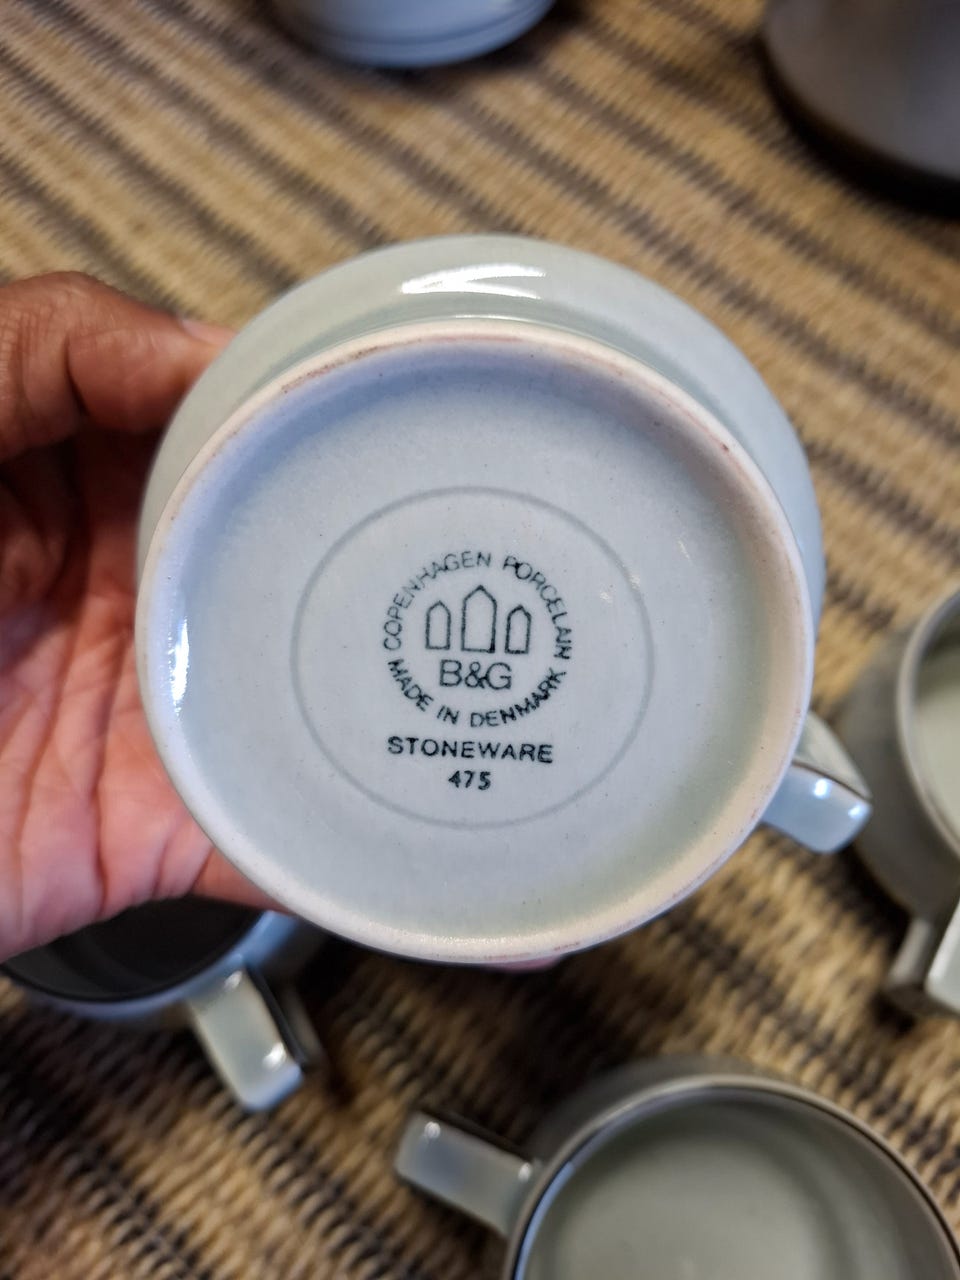 COPENHAGEN PORCELAIN
B&G
MADE IN DENMARK
STONEWARE
475